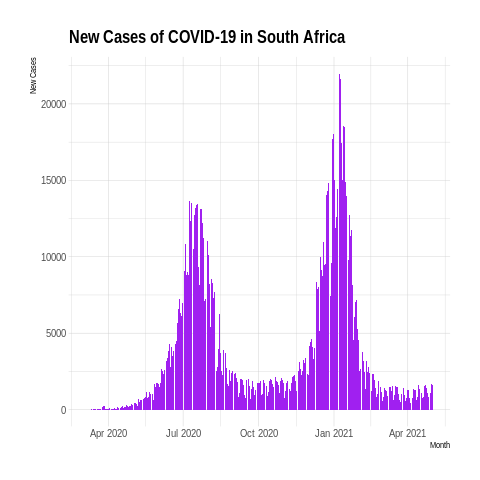 New Cases of COVID-19 in South Africa
New Cases
20000
15000
10000
5000
0
Apr 2020 Jul 2020 Oct 2020 Jan 2021 Apr 2021
Month